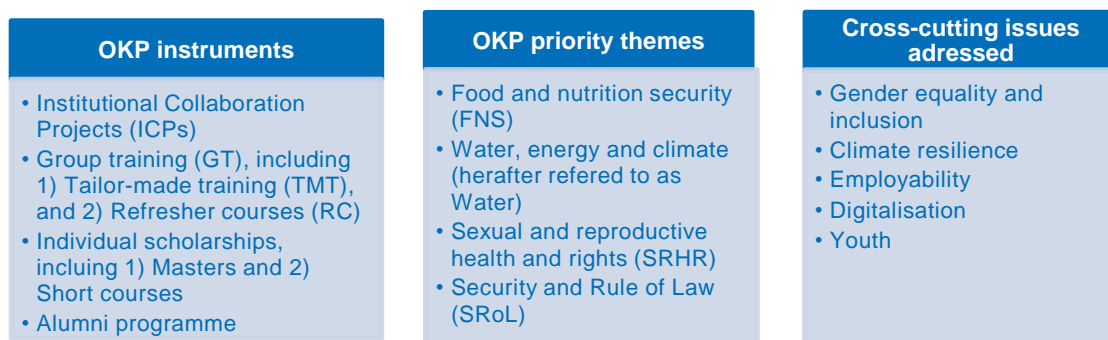 OKP instruments
• Institutional Collaboration
Projects (ICPs)
• Group training (GT), including
1) Tailor-made training (TMT),
and 2) Refresher courses (RC)
• Individual scholarships,
incluing 1) Masters and 2)
Short courses
• Alumni programme
OKP priority themes
• Food and nutrition security
(FNS)
• Water, energy and climate
(herafter refered to as
Water)
• Sexual and reproductive
health and rights (SRHR)
• Security and Rule of Law
(SRoL)
Cross-cutting issues
adressed
• Gender equality and
inclusion
• Climate resilience
• Employability
• Digitalisation
• Youth